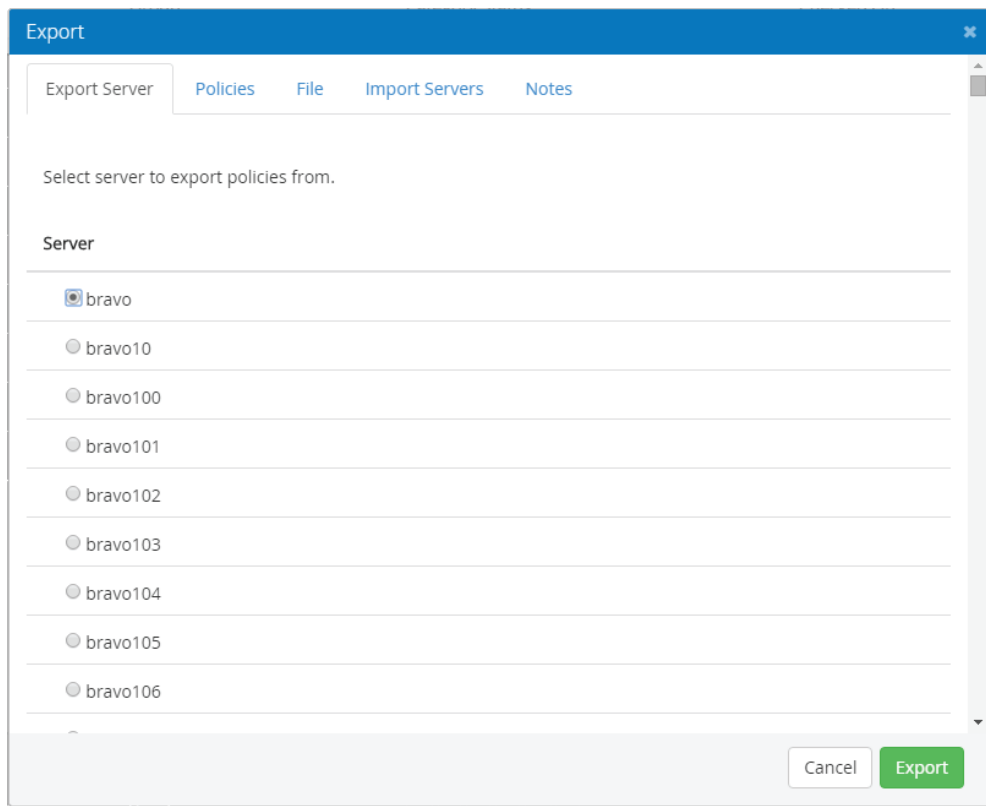 Export
Export Server Policies File Import Servers Notes
Select server to export policies from.
Server
bravo
bravo10
bravo100
bravo101
bravo102
bravo103
bravo104
bravo105
bravo106
Cancel Export